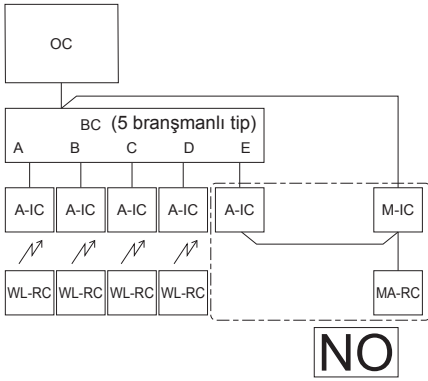 OC
BC (5 branşmanlı tip)
A B C D E
A-IC A-IC A-IC A-IC A-IC M-IC
WL-RC WL-RC WL-RC WL-RC MA-RC
NO